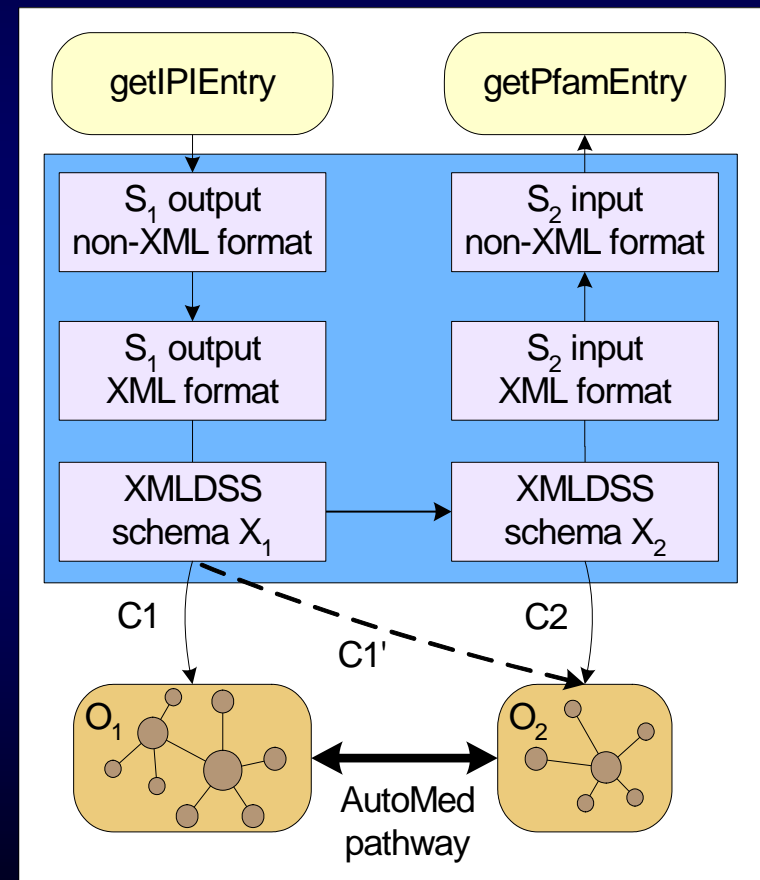 getIPIEntry
getPfamEntry
S₁ output
non-XML format
S₂ input
non-XML format
S₁ output
XML format
S₂ input
XML format
XMLDSS
schema X₁
XMLDSS
schema X₂
C1
C1'
C2
O₁
O₂
AutoMed
pathway